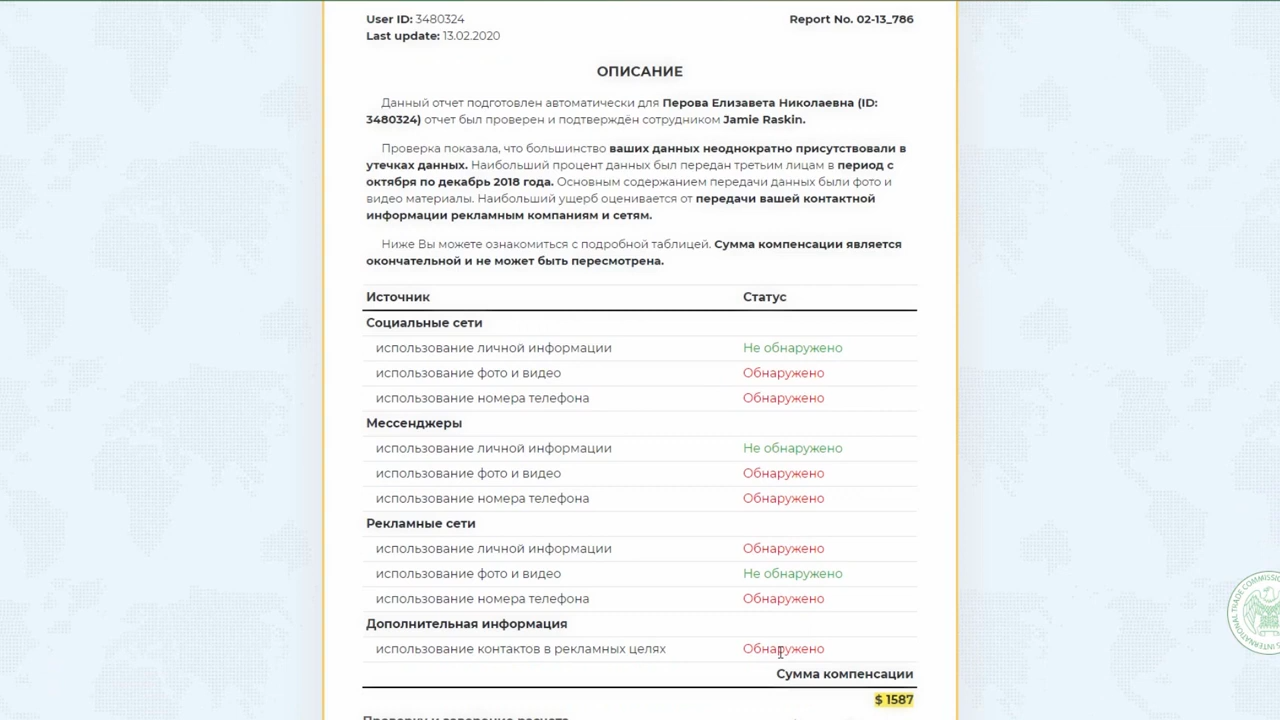 User ID: 3480324 Report No. 02-13_786
Last update: 13.02.2020
ОПИСАНИЕ
Данный отчет подготовлен автоматически для Перова Елизавета Николаевна (ID:
3480324) отчет был проверен и подтверждён сотрудником Jamie Raskin.
Проверка показала, что большинство ваших данных неоднократно присутствовали в
утечках данных. Наибольший процент данных был передан третьим лицам в период с
октября по декабрь 2018 года. Основным содержанием передачи данных были фото и
видео материалы. Наибольший ущерб оценивается от передачи вашей контактной
информации рекламным компаниям и сетям.
Ниже Вы можете ознакомиться с подробной таблицей. Сумма компенсации является
окончательной и не может быть пересмотрена.
Источник Статус
Социальные сети
использование личной информации Не обнаружено
использование фото и видео Обнаружено
использование номера телефона Обнаружено
Мессенджеры
использование личной информации Не обнаружено
использование фото и видео Обнаружено
использование номера телефона Обнаружено
Рекламные сети
использование личной информации Обнаружено
использование фото и видео Не обнаружено
использование номера телефона Обнаружено
Дополнительная информация
использование контактов в рекламных целях Обнаружено
Сумма компенсации
$ 1587